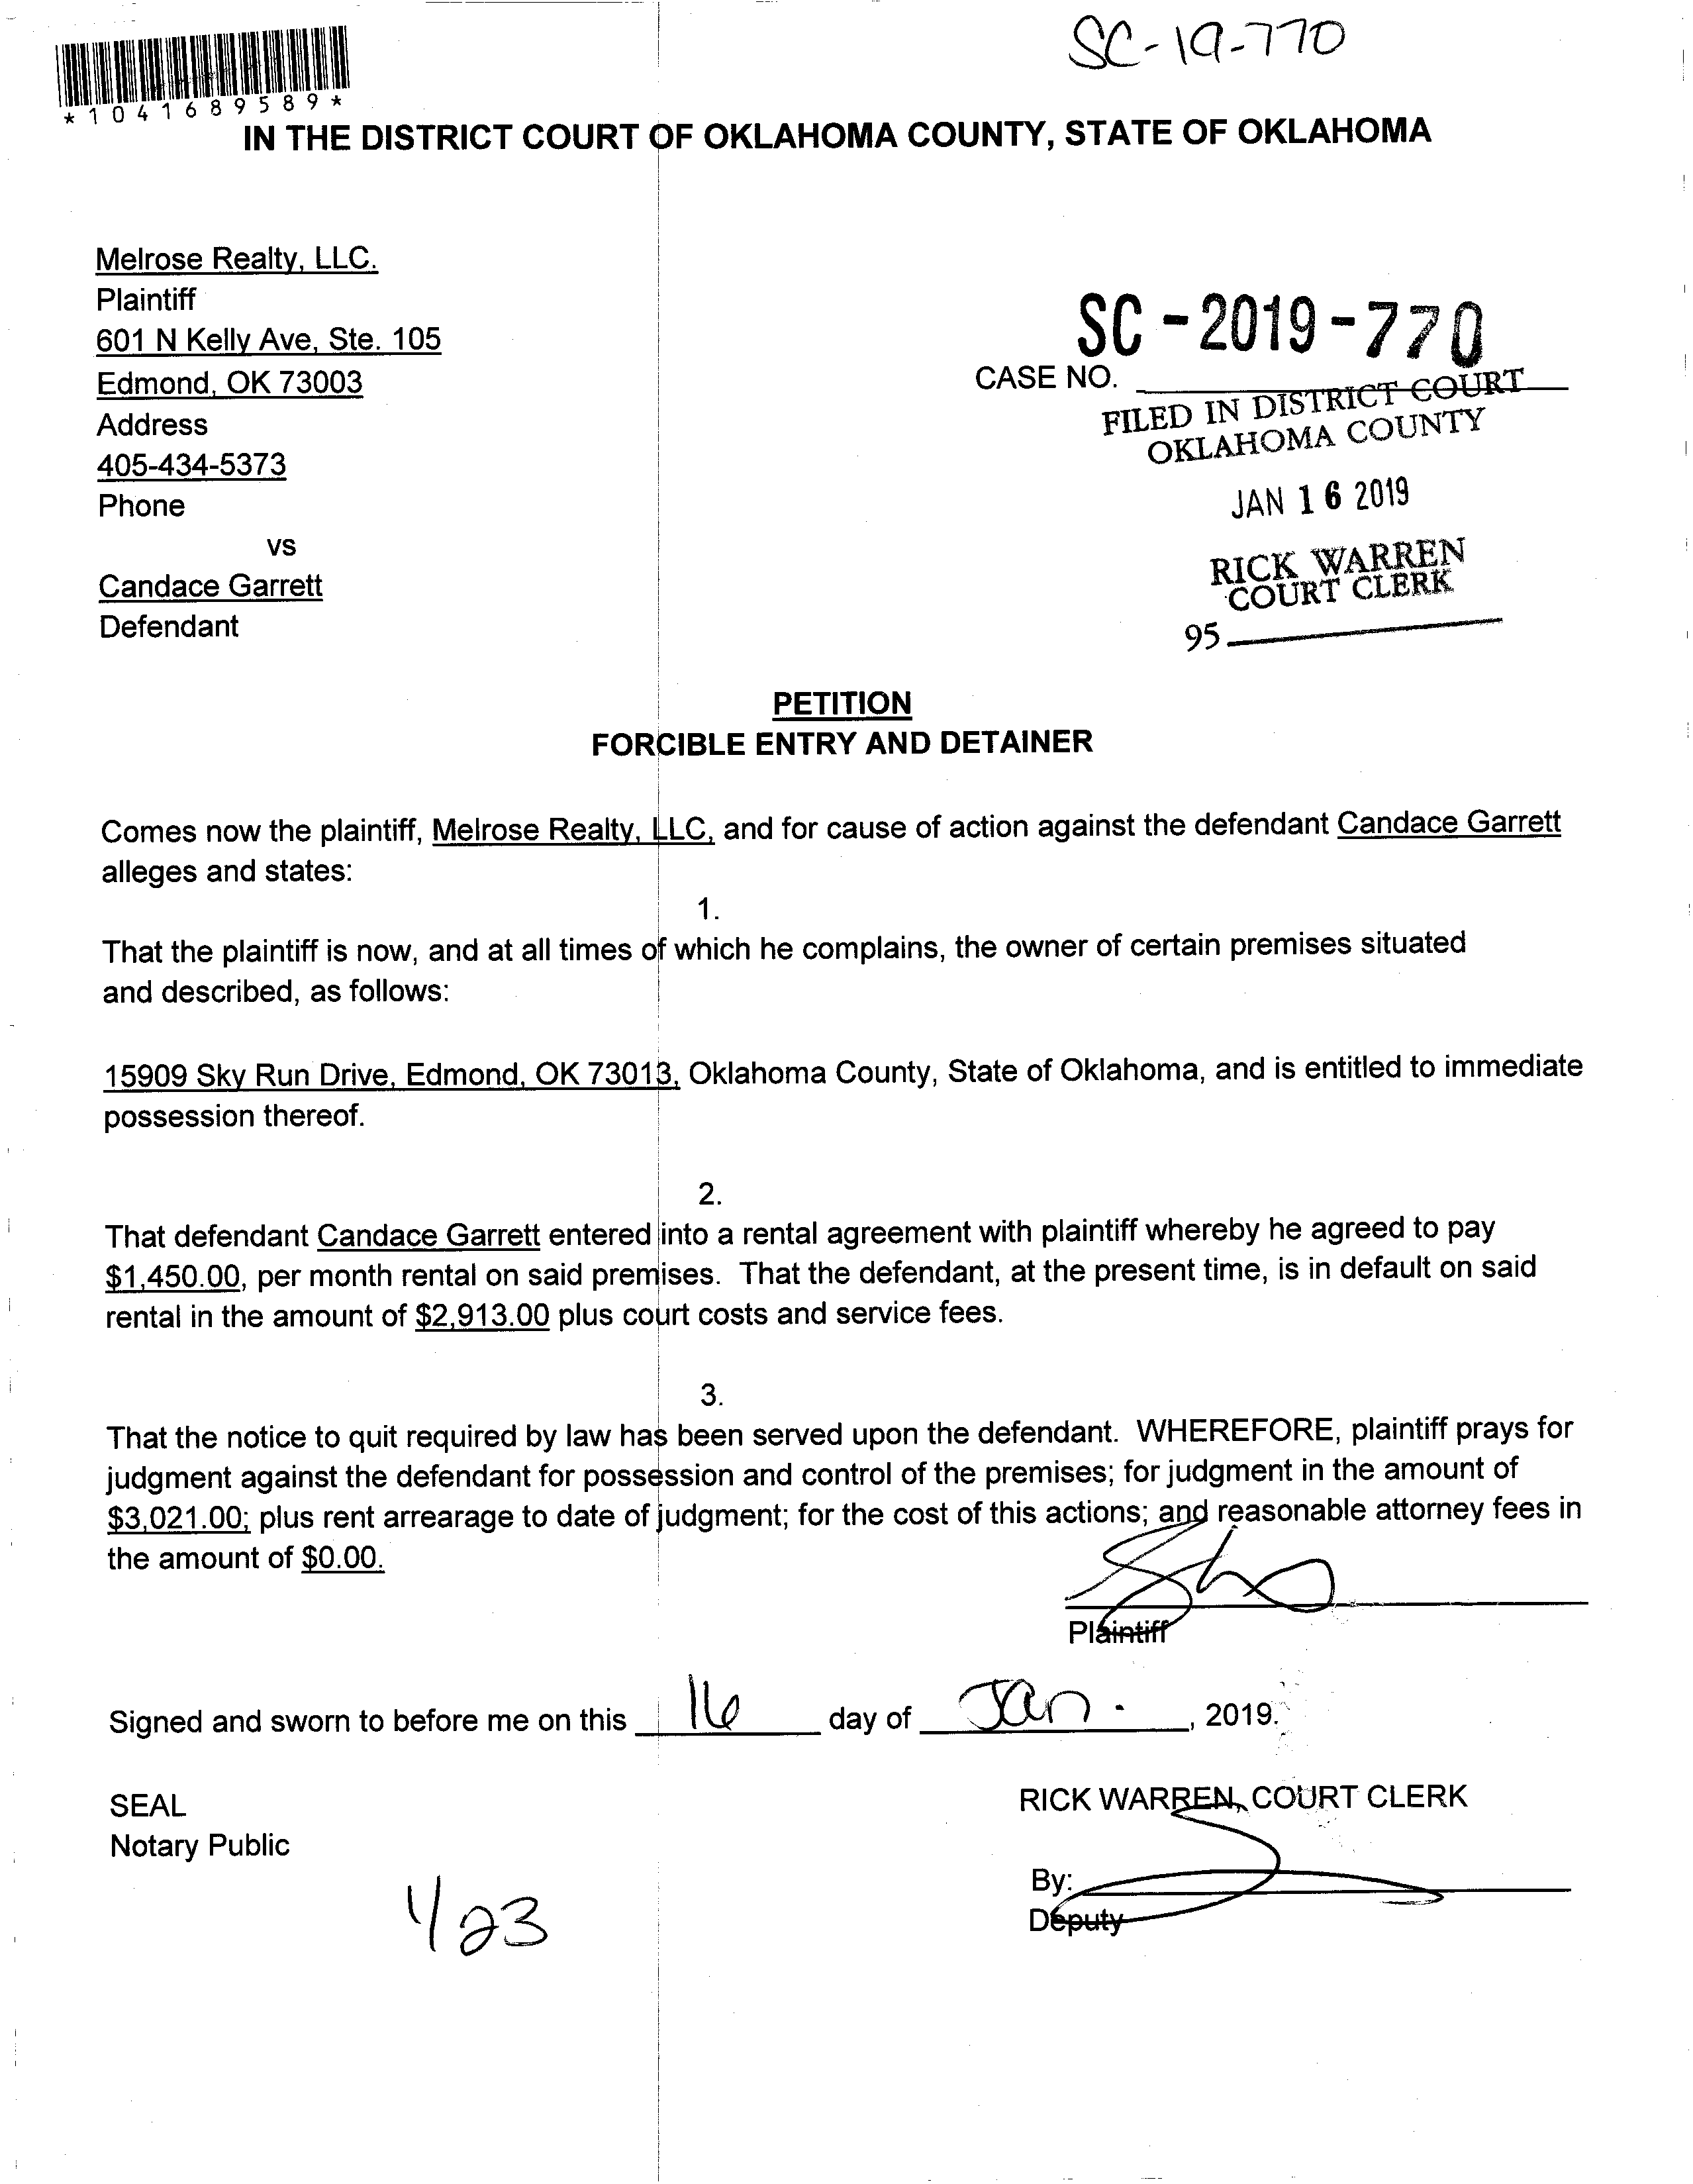 SC-19-770
*1041689589*
IN THE DISTRICT COURT OF OKLAHOMA COUNTY, STATE OF OKLAHOMA
Melrose Realty, LLC.
Plaintiff
601 N Kelly Ave, Ste. 105
Edmond, OK 73003
Address
405-434-5373
Phone
vs
Candace Garrett
Defendant
SC - 2019 - 770
CASE NO.
FILED IN DISTRICT COURT
OKLAHOMA COUNTY
JAN 16 2019
RICK WARREN
COURT CLERK
95
PETITION
FORCIBLE ENTRY AND DETAINER
Comes now the plaintiff, Melrose Realty, LLC, and for cause of action against the defendant Candace Garrett
alleges and states:
1.
That the plaintiff is now, and at all times of which he complains, the owner of certain premises situated
and described, as follows:
15909 Sky Run Drive, Edmond, OK 73013, Oklahoma County, State of Oklahoma, and is entitled to immediate
possession thereof.
2.
That defendant Candace Garrett entered into a rental agreement with plaintiff whereby he agreed to pay
$1,450.00, per month rental on said premises. That the defendant, at the present time, is in default on said
rental in the amount of $2,913.00 plus court costs and service fees.
3.
That the notice to quit required by law has been served upon the defendant. WHEREFORE, plaintiff prays for
judgment against the defendant for possession and control of the premises; for judgment in the amount of
$3,021.00; plus rent arrearage to date of judgment; for the cost of this actions; and reasonable attorney fees in
the amount of $0.00.
Plaintiff
Signed and sworn to before me on this 16 day of Jan. , 2019.
SEAL
Notary Public
RICK WARREN, COURT CLERK
By:
Deputy
1/23